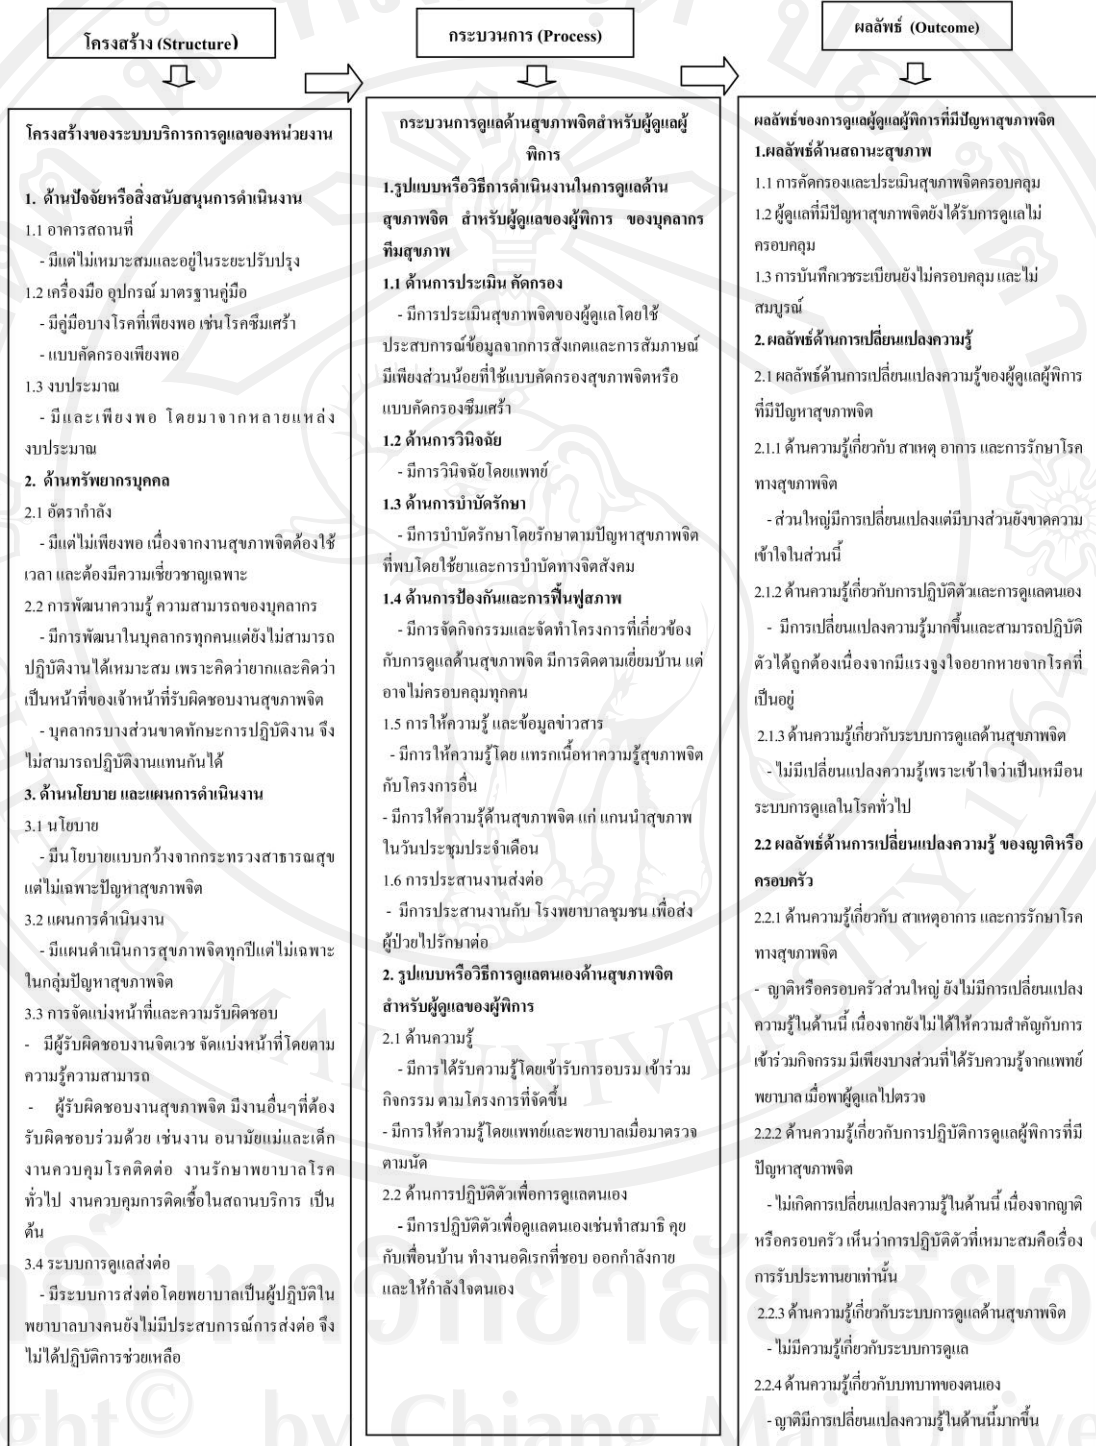 โครงสร้าง (Structure)
โครงสร้างของระบบบริการการดูแลของหน่วยงาน
1. ด้านปัจจัยหรือสิ่งสนับสนุนการดำเนินงาน
1.1 อาคารสถานที่
- มีแต่ไม่เหมาะสมและอยู่ในระยะปรับปรุง
1.2 เครื่องมือ อุปกรณ์ มาตรฐานคู่มือ
- มีคู่มือบางโรคที่เพียงพอ เช่นโรคซึมเศร้า
- แบบคัดกรองเพียงพอ
1.3 งบประมาณ
- มีและเพียงพอ โดยมาจากหลายแหล่ง
งบประมาณ
2. ด้านทรัพยากรบุคคล
2.1 อัตรากำลัง
- มีแต่ไม่เพียงพอ เนื่องจากงานสุขภาพจิตต้องใช้
เวลา และต้องมีความเชี่ยวชาญเฉพาะ
2.2 การพัฒนาความรู้ ความสามารถของบุคลากร
- มีการพัฒนาในบุคลากรทุกคนแต่ยังไม่สามารถ
ปฏิบัติงานได้เหมาะสม เพราะคิดว่ายากและคิดว่า
เป็นหน้าที่ของเจ้าหน้าที่รับผิดชอบงานสุขภาพจิต
- บุคลากรบางส่วนขาดทักษะการปฏิบัติงาน จึง
ไม่สามารถปฏิบัติงานแทนกันได้
3. ด้านนโยบาย และแผนการดำเนินงาน
3.1 นโยบาย
- มีนโยบายแบบกว้างจากกระทรวงสาธารณสุข
แต่ไม่เฉพาะปัญหาสุขภาพจิต
3.2 แผนการดำเนินงาน
- มีแผนดำเนินการสุขภาพจิตทุกปีแต่ไม่เฉพาะ
ในกลุ่มปัญหาสุขภาพจิต
3.3 การจัดแบ่งหน้าที่และความรับผิดชอบ
- มีผู้รับผิดชอบงานจิตเวช จัดแบ่งหน้าที่โดยตาม
ความรู้ความสามารถ
- ผู้รับผิดชอบงานสุขภาพจิต มีงานอื่นๆที่ต้อง
รับผิดชอบร่วมด้วย เช่นงาน อนามัยแม่และเด็ก
งานควบคุมโรคติดต่อ งานรักษาพยาบาลโรค
ทั่วไป งานควบคุมการติดเชื้อในสถานบริการ เป็น
ต้น
3.4 ระบบการดูแลส่งต่อ
- มีระบบการส่งต่อโดยพยาบาลเป็นผู้ปฏิบัติใน
พยาบาลบางคนยังไม่มีประสบการณ์การส่งต่อ จึง
ไม่ได้ปฏิบัติการช่วยเหลือ
กระบวนการ (Process)
กระบวนการดูแลด้านสุขภาพจิตสำหรับผู้ดูแลผู้
พิการ
1.รูปแบบหรือวิธีการดำเนินงานในการดูแลด้าน
สุขภาพจิต สำหรับผู้ดูแลของผู้พิการ ของบุคลากร
ทีมสุขภาพ
1.1 ด้านการประเมิน คัดกรอง
- มีการประเมินสุขภาพจิตของผู้ดูแลโดยใช้
ประสบการณ์ข้อมูลจากการสังเกตและการสัมภาษณ์
มีเพียงส่วนน้อยที่ใช้แบบคัดกรองสุขภาพจิตหรือ
แบบคัดกรองซึมเศร้า
1.2 ด้านการวินิจฉัย
- มีการวินิจฉัยโดยแพทย์
1.3 ด้านการบำบัดรักษา
- มีการบำบัดรักษาโดยรักษาตามปัญหาสุขภาพจิต
ที่พบโดยใช้ยาและการบำบัดทางจิตสังคม
1.4 ด้านการป้องกันและการฟื้นฟูสภาพ
- มีการจัดกิจกรรมและจัดทำโครงการที่เกี่ยวข้อง
กับการดูแลด้านสุขภาพจิต มีการติดตามเยี่ยมบ้าน แต่
อาจไม่ครอบคลุมทุกคน
1.5 การให้ความรู้ และข้อมูลข่าวสาร
- มีการให้ความรู้โดย แทรกเนื้อหาความรู้สุขภาพจิต
กับโครงการอื่น
- มีการให้ความรู้ด้านสุขภาพจิต แก่ แกนนำสุขภาพ
ในวันประชุมประจำเดือน
1.6 การประสานงานส่งต่อ
- มีการประสานงานกับ โรงพยาบาลชุมชน เพื่อส่ง
ผู้ป่วยไปรักษาต่อ
2. รูปแบบหรือวิธีการดูแลตนเองด้านสุขภาพจิต
สำหรับผู้ดูแลของผู้พิการ
2.1 ด้านความรู้
- มีการได้รับความรู้โดยเข้ารับการอบรม เข้าร่วม
กิจกรรม ตามโครงการที่จัดขึ้น
- มีการให้ความรู้โดยแพทย์และพยาบาลเมื่อมาตรวจ
ตามนัด
2.2 ด้านการปฏิบัติตัวเพื่อการดูแลตนเอง
- มีการปฏิบัติตัวเพื่อดูแลตนเองเช่นทำสมาธิ คุย
กับเพื่อนบ้าน ทำงานอดิเรกที่ชอบ ออกกำลังกาย
และให้กำลังใจตนเอง
ผลลัพธ์ (Outcome)
ผลลัพธ์ของการดูแลผู้ดูแลผู้พิการที่มีปัญหาสุขภาพจิต
1.ผลลัพธ์ด้านสถานะสุขภาพ
1.1 การคัดกรองและประเมินสุขภาพจิตครอบคลุม
1.2 ผู้ดูแลที่มีปัญหาสุขภาพจิตยังได้รับการดูแลไม่
ครอบคลุม
1.3 การบันทึกเวชระเบียนยังไม่ครอบคลุม และไม่
สมบูรณ์
2. ผลลัพธ์ด้านการเปลี่ยนแปลงความรู้
2.1 ผลลัพธ์ด้านการเปลี่ยนแปลงความรู้ของผู้ดูแลผู้พิการ
ที่มีปัญหาสุขภาพจิต
2.1.1 ด้านความรู้เกี่ยวกับ สาเหตุ อาการ และการรักษาโรค
ทางสุขภาพจิต
- ส่วนใหญ่มีการเปลี่ยนแปลงแต่มีบางส่วนยังขาดความ
เข้าใจในส่วนนี้
2.1.2 ด้านความรู้เกี่ยวกับการปฏิบัติตัวและการดูแลตนเอง
- มีการเปลี่ยนแปลงความรู้มากขึ้นและสามารถปฏิบัติ
ตัวได้ถูกต้องเนื่องจากมีแรงจูงใจอยากหายจากโรคที่
เป็นอยู่
2.1.3 ด้านความรู้เกี่ยวกับระบบการดูแลด้านสุขภาพจิต
- ไม่มีเปลี่ยนแปลงความรู้เพราะเข้าใจว่าเป็นเหมือน
ระบบการดูแลในโรคทั่วไป
2.2 ผลลัพธ์ด้านการเปลี่ยนแปลงความรู้ ของญาติหรือ
ครอบครัว
2.2.1 ด้านความรู้เกี่ยวกับ สาเหตุอาการ และการรักษาโรค
ทางสุขภาพจิต
- ญาติหรือครอบครัวส่วนใหญ่ ยังไม่มีการเปลี่ยนแปลง
ความรู้ในด้านนี้ เนื่องจากยังไม่ได้ให้ความสำคัญกับการ
เข้าร่วมกิจกรรม มีเพียงบางส่วนที่ได้รับความรู้จากแพทย์
พยาบาล เมื่อพาผู้ดูแลไปตรวจ
2.2.2 ด้านความรู้เกี่ยวกับการปฏิบัติการดูแลผู้พิการที่มี
ปัญหาสุขภาพจิต
- ไม่เกิดการเปลี่ยนแปลงความรู้ในด้านนี้ เนื่องจากญาติ
หรือครอบครัว เห็นว่าการปฏิบัติตัวที่เหมาะสมคือเรื่อง
การรับประทานยาเท่านั้น
2.2.3 ด้านความรู้เกี่ยวกับระบบการดูแลด้านสุขภาพจิต
- ไม่มีความรู้เกี่ยวกับระบบการดูแล
2.2.4 ด้านความรู้เกี่ยวกับบทบาทของตนเอง
- ญาติมีการเปลี่ยนแปลงความรู้ในด้านนี้มากขึ้น